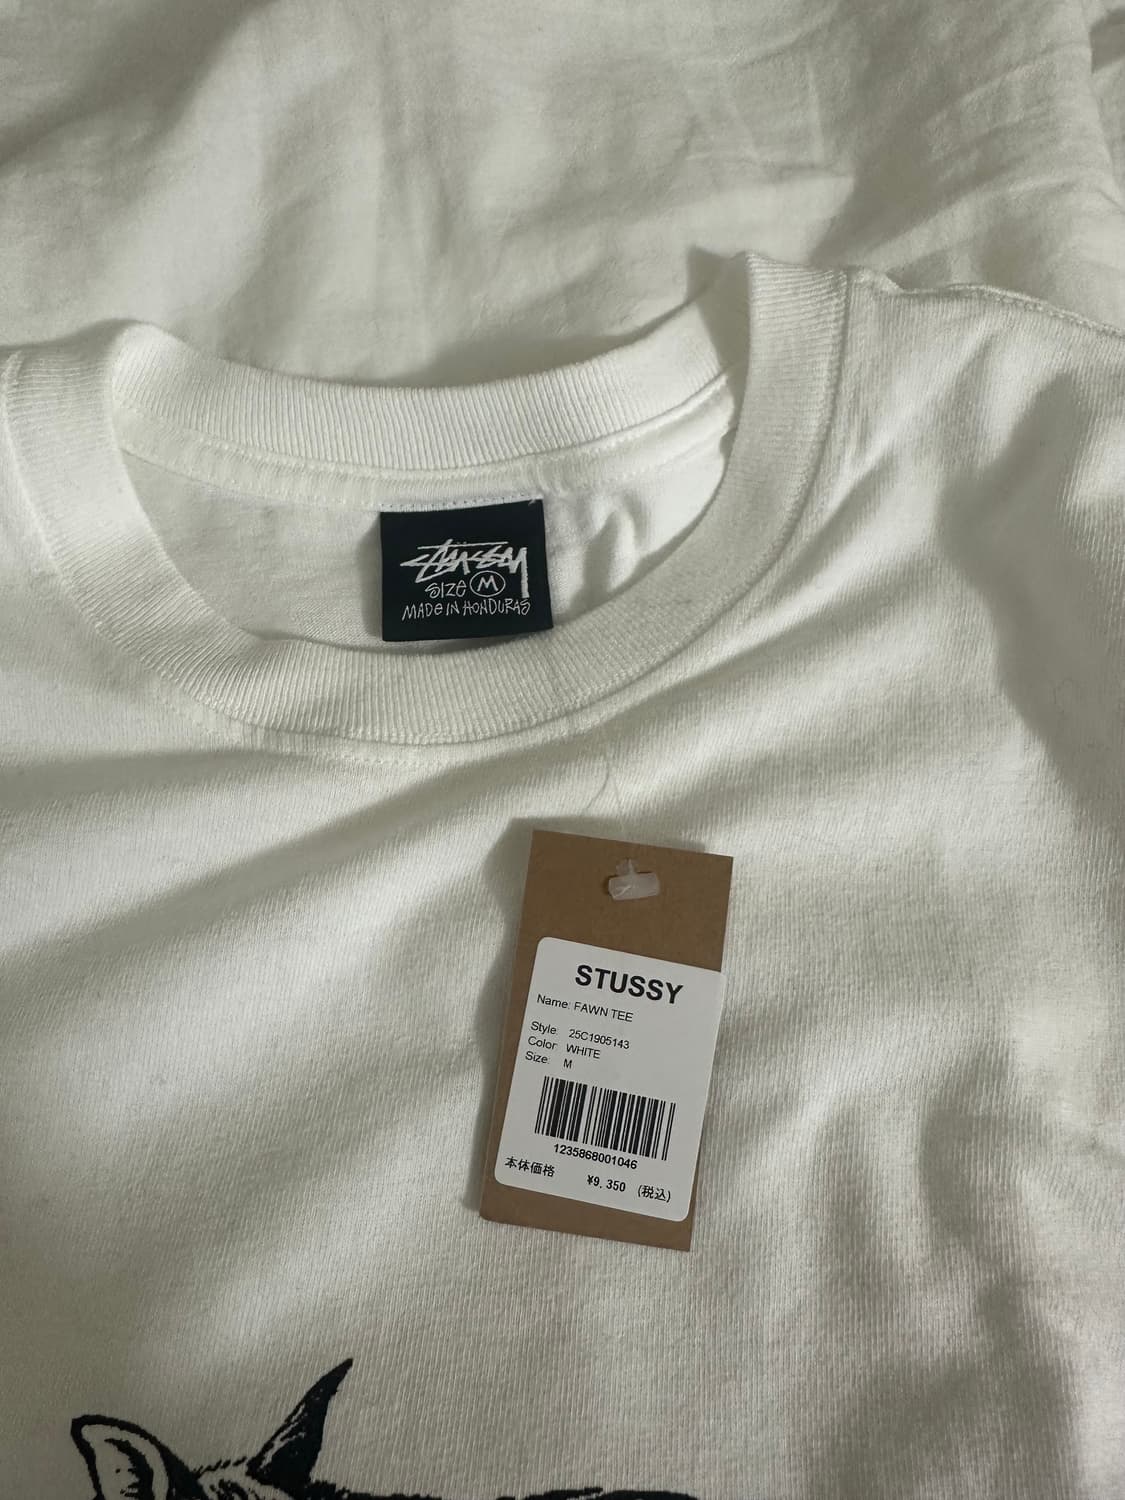 STÜSSY
SIZE M
MADE IN HONDURAS
STUSSY
Name: FAWN TEE
Style: 25C1905143
Color: WHITE
Size: M
1235868001046
本体価格 ¥9,350 (税込)